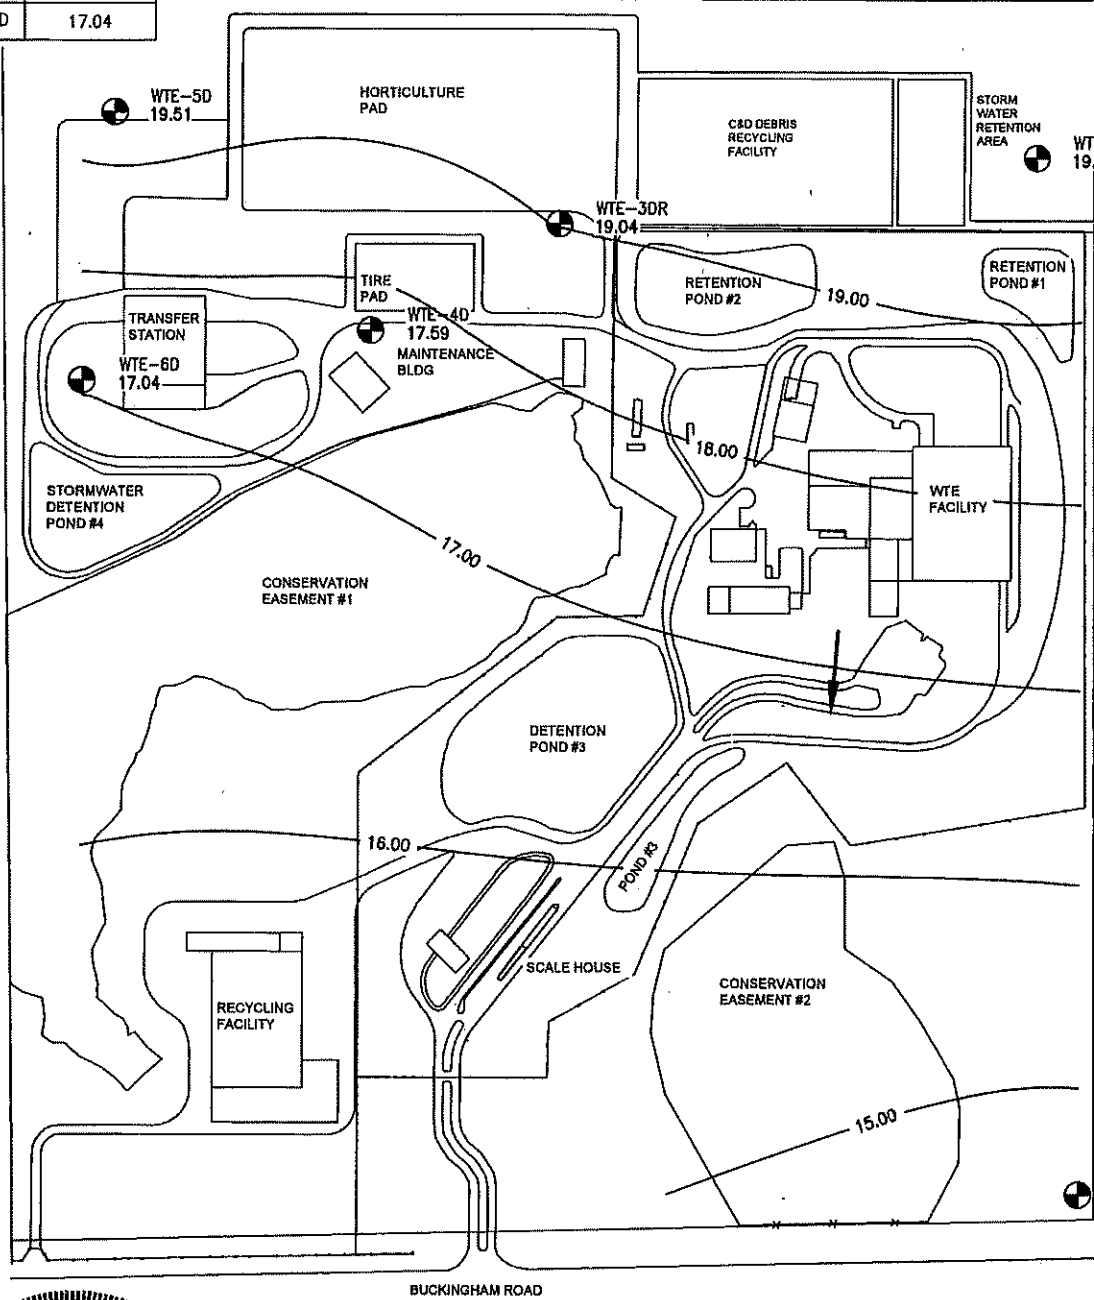 D 17.04
WTE-5D
19.51
HORTICULTURE
PAD
C&D DEBRIS
RECYCLING
FACILITY
STORM
WATER
RETENTION
AREA
WT
19.
WTE-3DR
19.04
TIRE
PAD
RETENTION
POND #2
19.00
RETENTION
POND #1
TRANSFER
STATION
WTE-4D
17.59
MAINTENANCE
BLDG
WTE-6D
17.04
18.00
STORMWATER
DETENTION
POND #4
WTE
FACILITY
17.00
CONSERVATION
EASEMENT #1
DETENTION
POND #3
16.00
POND #3
SCALE HOUSE
CONSERVATION
EASEMENT #2
RECYCLING
FACILITY
15.00
BUCKINGHAM ROAD